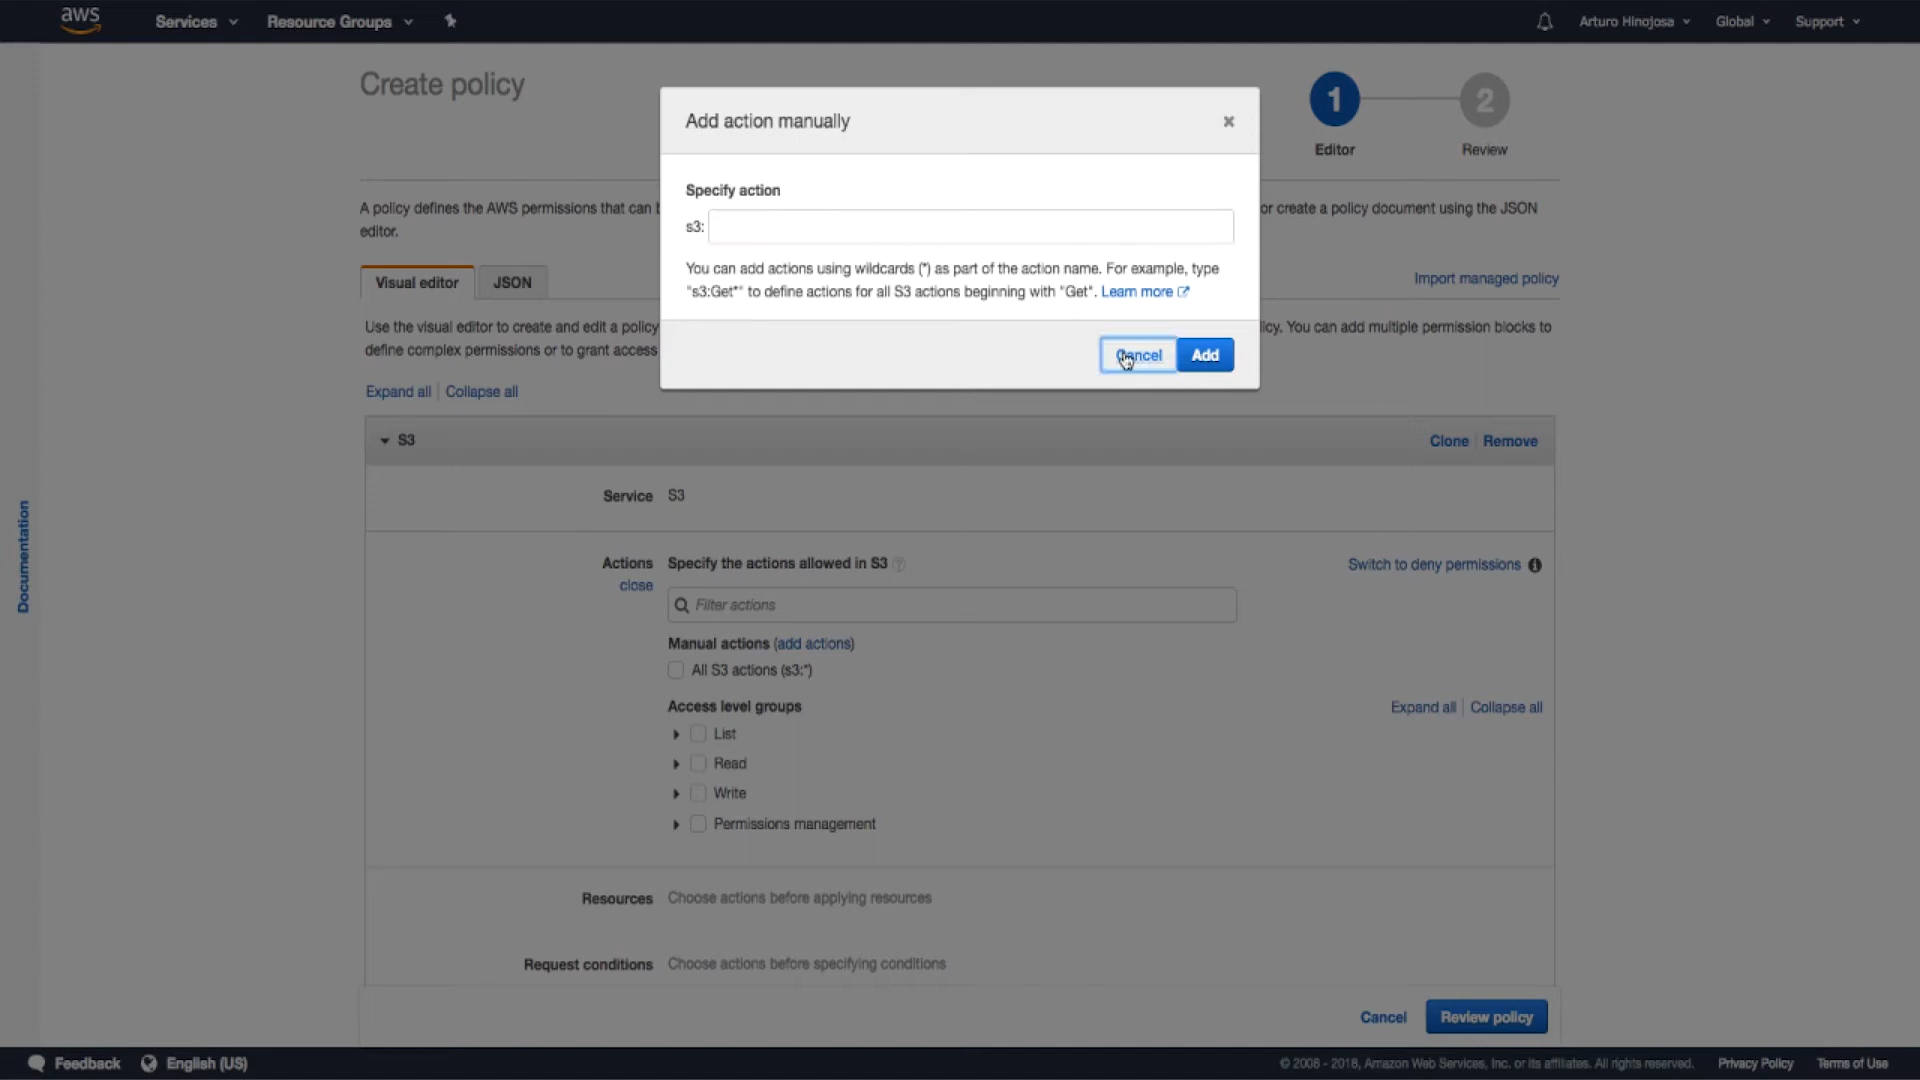 aws Services Resource Groups Arturo Hinojosa Global Support
Create policy
1 2
Editor Review
Add action manually
Specify action
s3:
You can add actions using wildcards (*) as part of the action name. For example, type
"s3:Get*" to define actions for all S3 actions beginning with "Get". Learn more
Cancel Add
A policy defines the AWS permissions that can b or create a policy document using the JSON
editor.
Visual editor JSON Import managed policy
Use the visual editor to create and edit a policy licy. You can add multiple permission blocks to
define complex permissions or to grant access
Expand all Collapse all
S3 Clone Remove
Service S3
Actions Specify the actions allowed in S3 ? Switch to deny permissions i
close
Filter actions
Manual actions (add actions)
All S3 actions (s3:*)
Access level groups Expand all Collapse all
List
Read
Write
Permissions management
Resources Choose actions before applying resources
Request conditions Choose actions before specifying conditions
Cancel Review policy
Documentation
Feedback English (US) © 2008 - 2018, Amazon Web Services, Inc. or its affiliates. All rights reserved. Privacy Policy Terms of Use